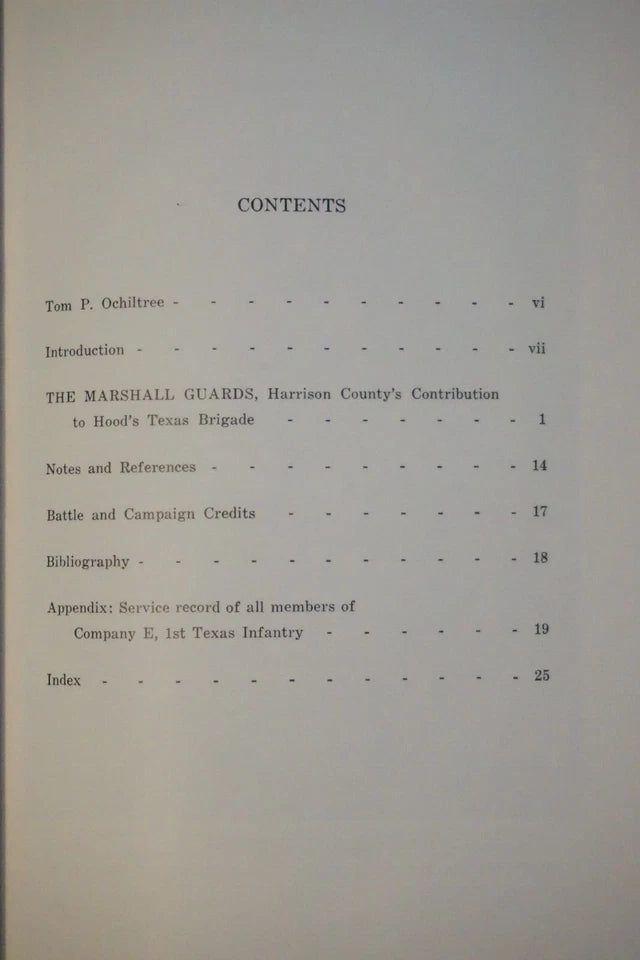 CONTENTS
Tom P. Ochiltree - - - - - - - - - - vi
Introduction - - - - - - - - - - - vii
THE MARSHALL GUARDS, Harrison County's Contribution
to Hood's Texas Brigade - - - - - - - 1
Notes and References - - - - - - - - - 14
Battle and Campaign Credits - - - - - - - 17
Bibliography - - - - - - - - - - - 18
Appendix: Service record of all members of
Company E, 1st Texas Infantry - - - - - - 19
Index - - - - - - - - - - - - 25